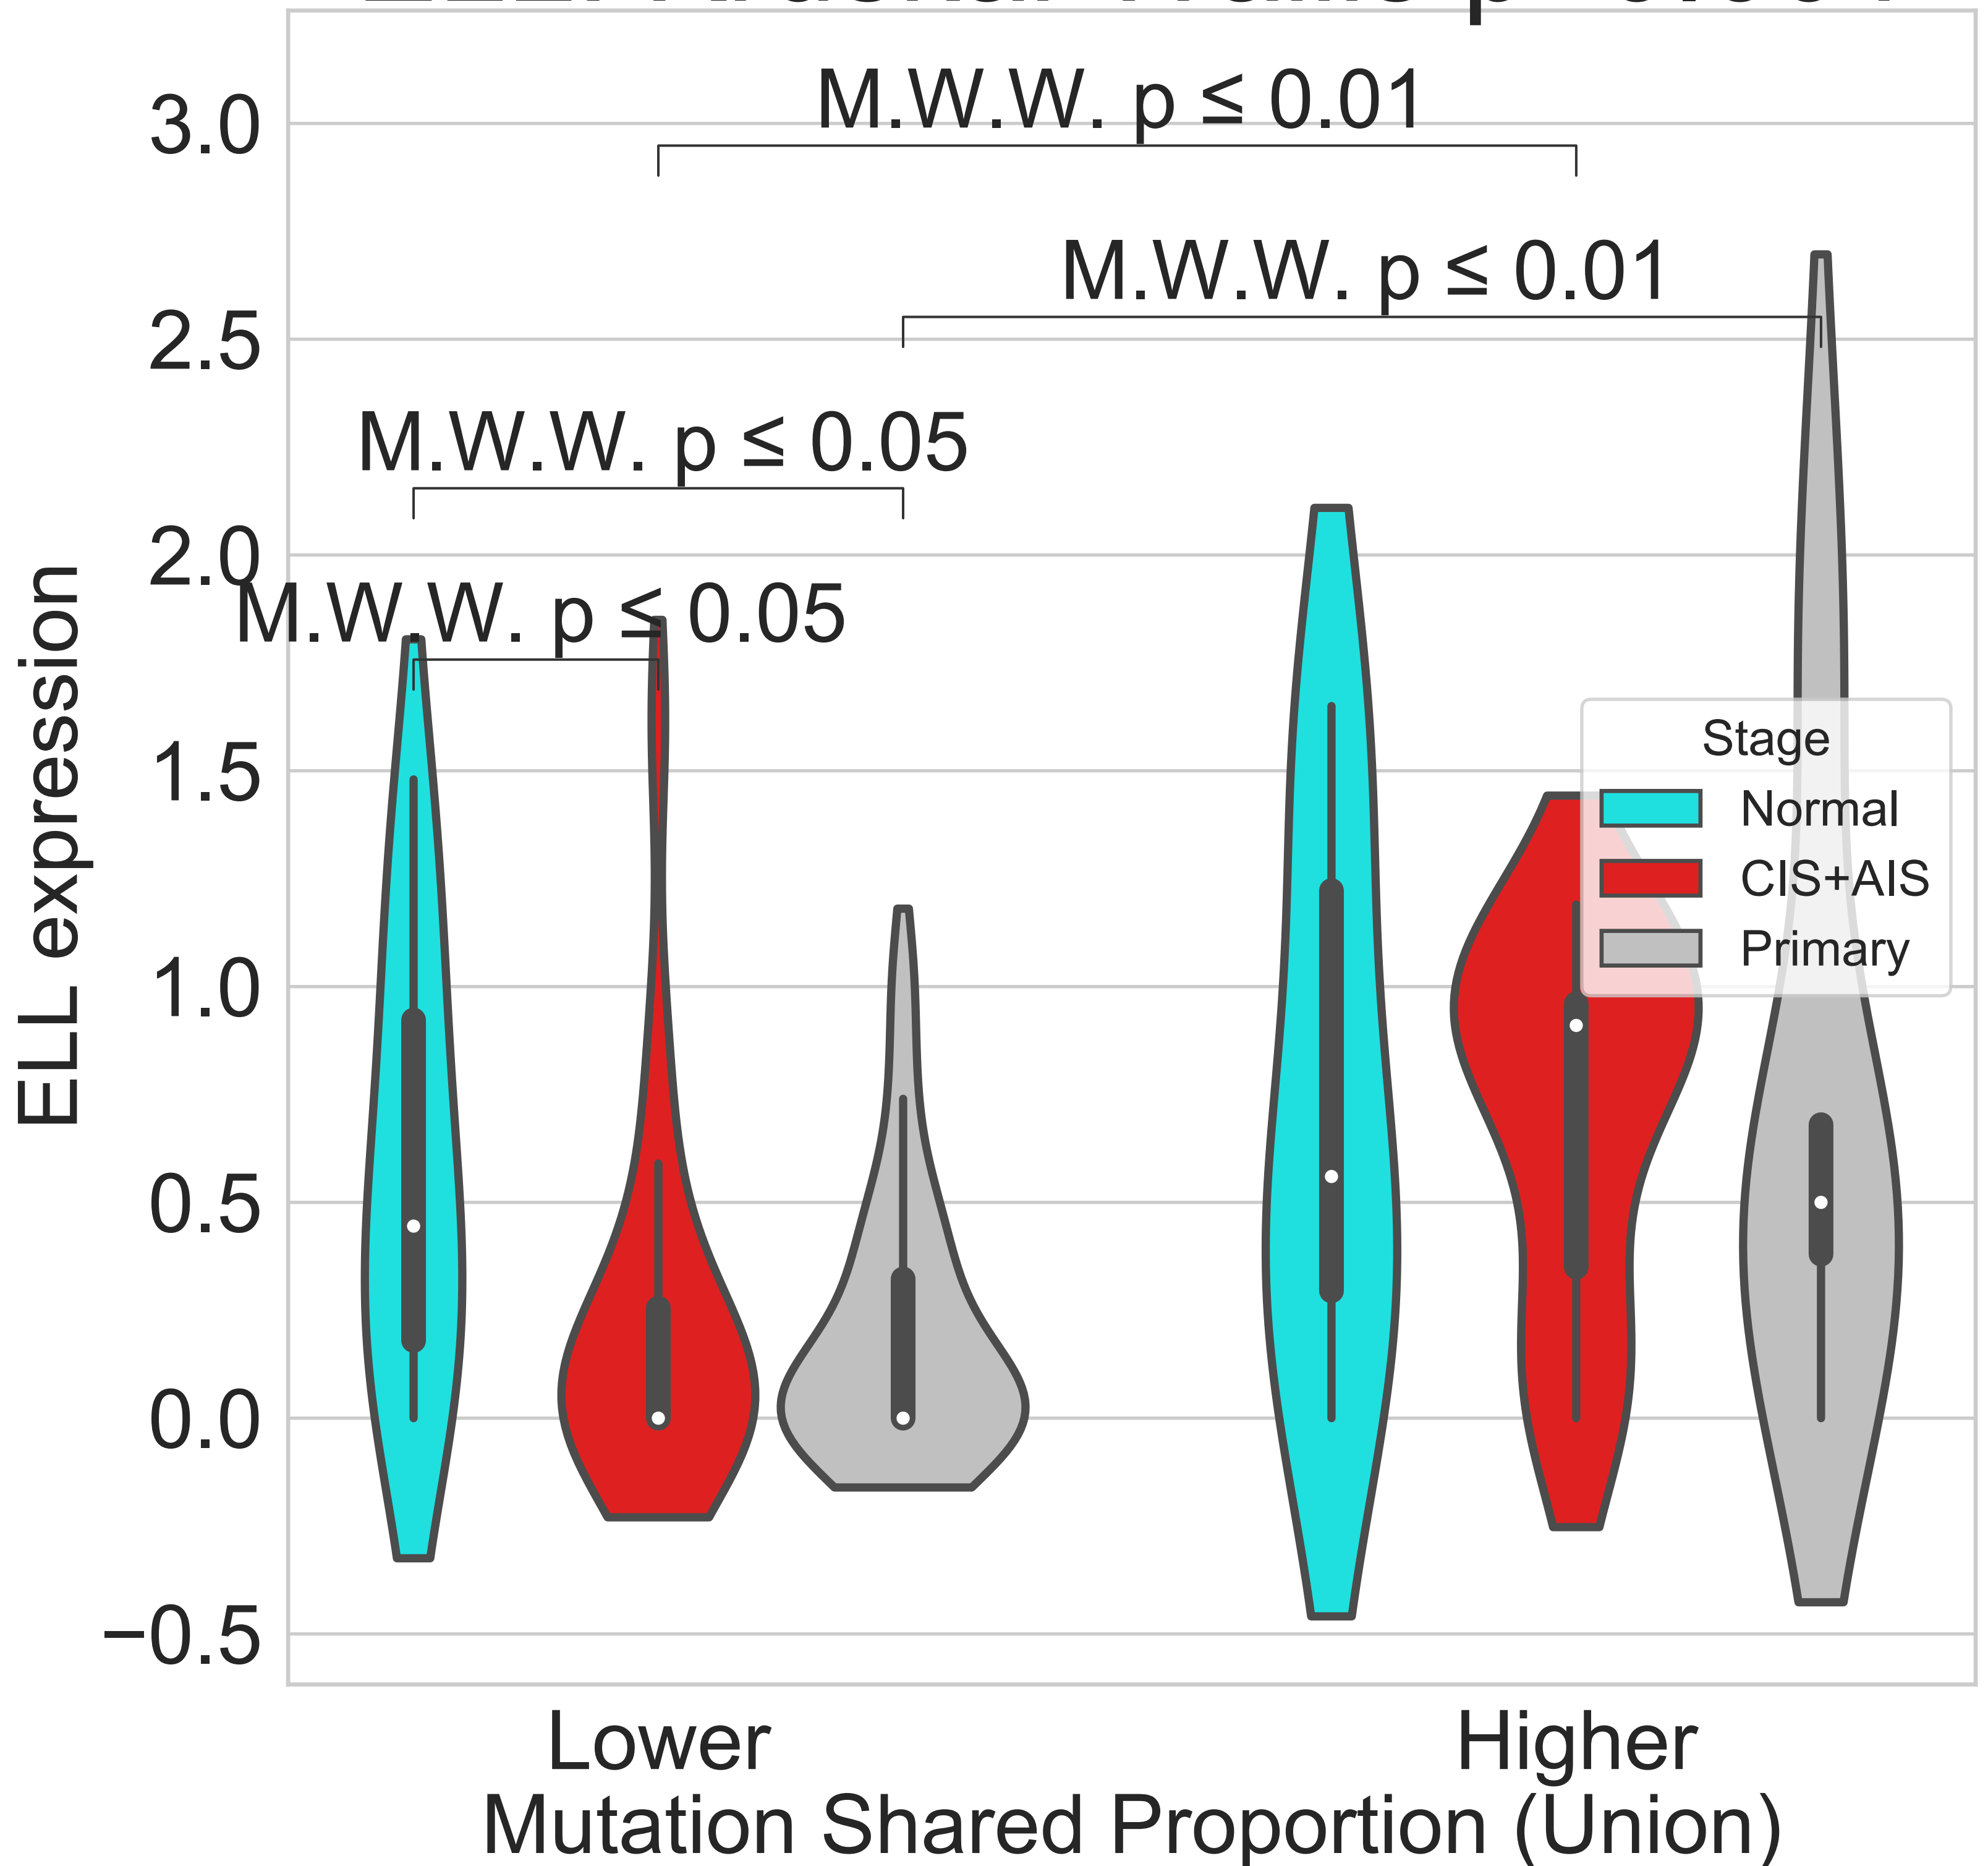 M.W.W. p ≤ 0.01
M.W.W. p ≤ 0.01
M.W.W. p ≤ 0.05
M.W.W. p ≤ 0.05
3.0
2.5
2.0
1.5
1.0
0.5
0.0
−0.5
ELL expression
Stage
Normal
CIS+AIS
Primary
Lower
Higher
Mutation Shared Proportion (Union)